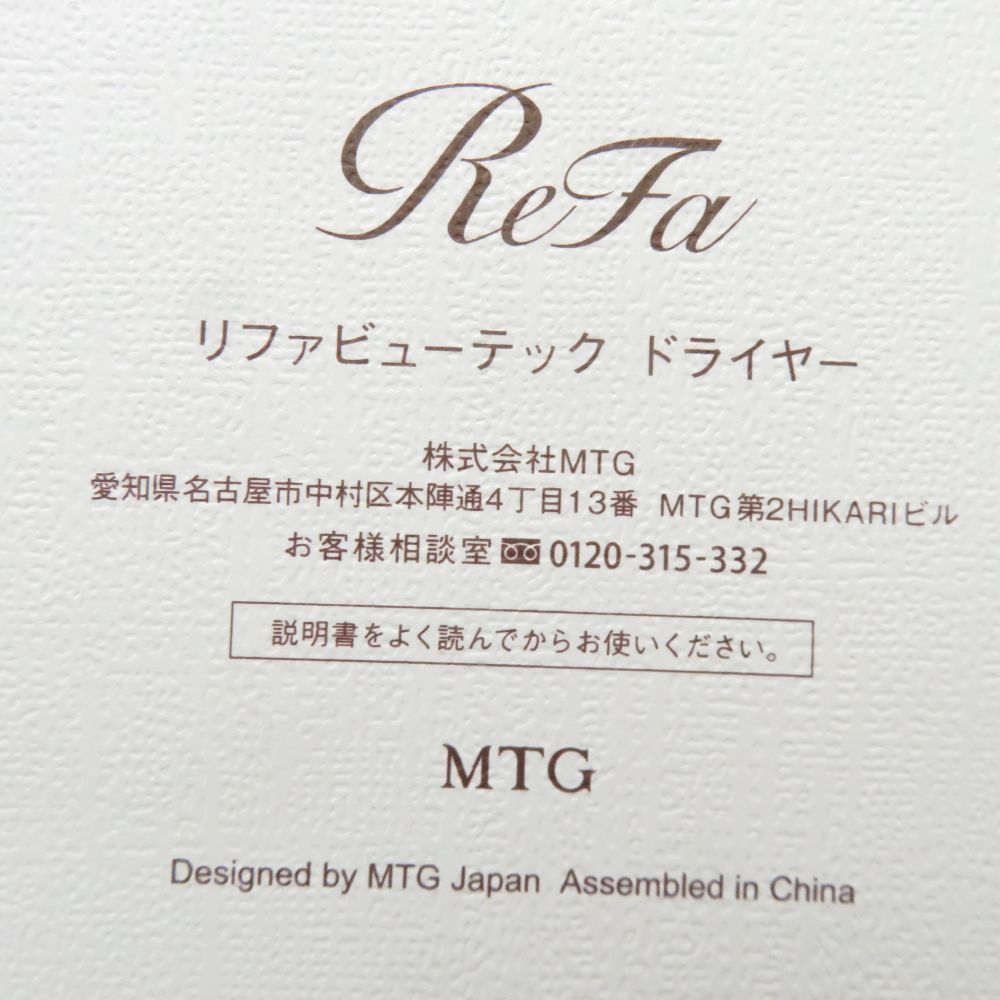 ReFa
リファビューテック ドライヤー
株式会社MTG
愛知県名古屋市中村区本陣通4丁目13番 MTG第2HIKARIビル
お客様相談室 0120-315-332
説明書をよく読んでからお使いください。
MTG
Designed by MTG Japan Assembled in China